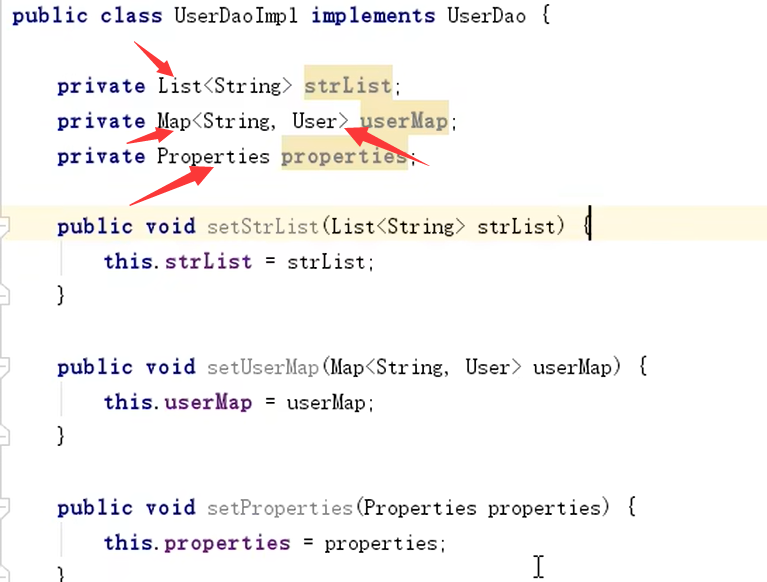 public class UserDaoImpl implements UserDao {
private List<String> strList;
private Map<String, User> userMap;
private Properties properties;
public void setStrList(List<String> strList) {
this.strList = strList;
}
public void setUserMap(Map<String, User> userMap) {
this.userMap = userMap;
}
public void setProperties(Properties properties) {
this.properties = properties;
}